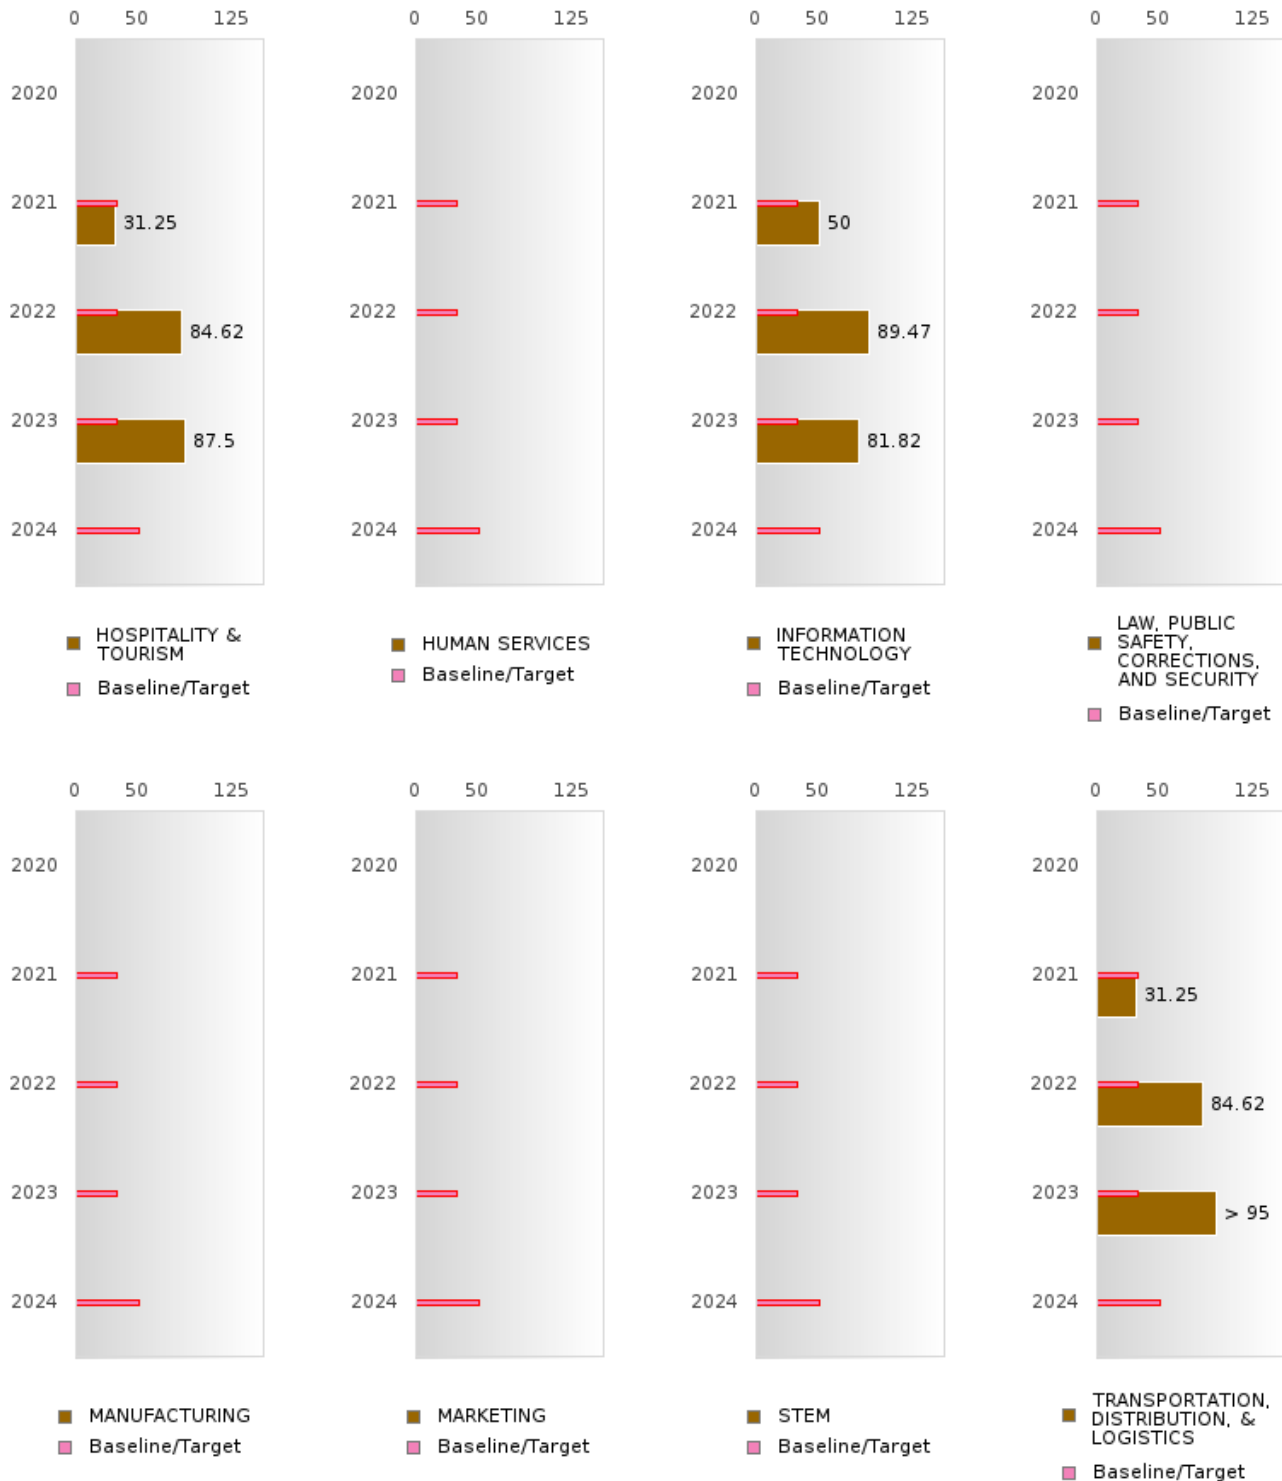 0 50 125 0 50 125 0 50 125 0 50 125
2020 2020 2020 2020
2021 2021 2021 2021
31.25 50
2022 2022 2022 2022
84.62 89.47
2023 2023 2023 2023
87.5 81.82
2024 2024 2024 2024
HOSPITALITY &
TOURISM
Baseline/Target
HUMAN SERVICES
Baseline/Target
INFORMATION
TECHNOLOGY
Baseline/Target
LAW, PUBLIC
SAFETY,
CORRECTIONS,
AND SECURITY
Baseline/Target
0 50 125 0 50 125 0 50 125 0 50 125
2020 2020 2020 2020
2021 2021 2021 2021
31.25
2022 2022 2022 2022
84.62
2023 2023 2023 2023
> 95
2024 2024 2024 2024
MANUFACTURING
Baseline/Target
MARKETING
Baseline/Target
STEM
Baseline/Target
TRANSPORTATION,
DISTRIBUTION, &
LOGISTICS
Baseline/Target